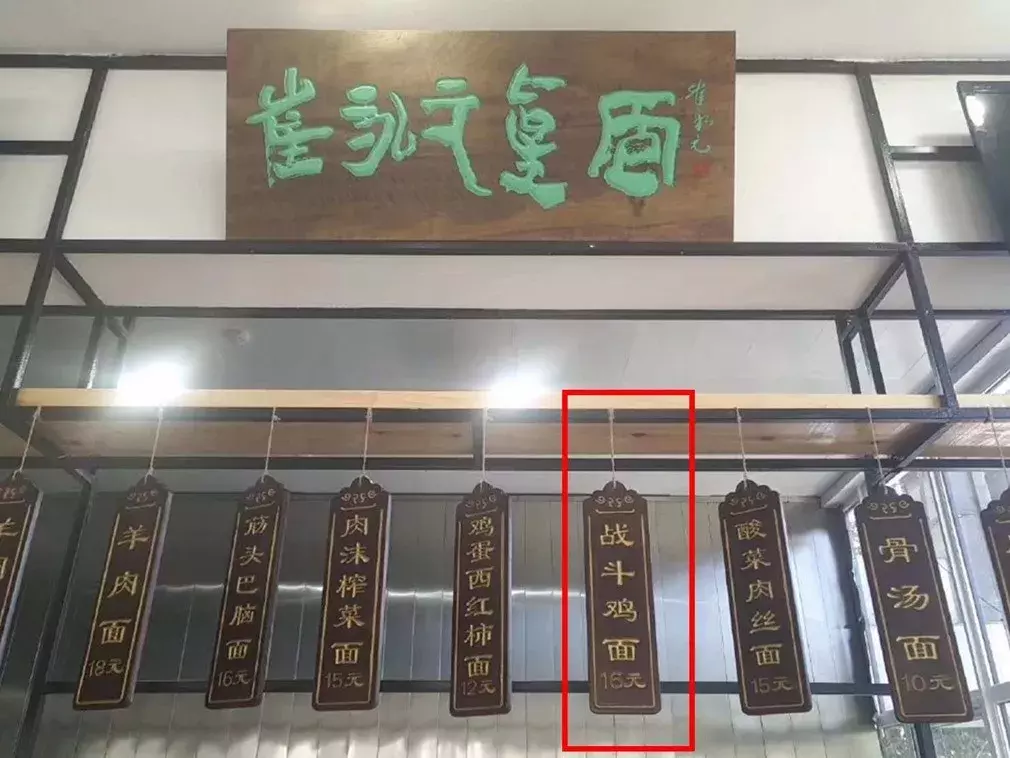 崔永元真面
崔永元
羊肉面
18元
筋头巴脑面
16元
肉沫榨菜面
15元
鸡蛋西红柿面
12元
战斗鸡面
16元
酸菜肉丝面
15元
骨汤面
10元